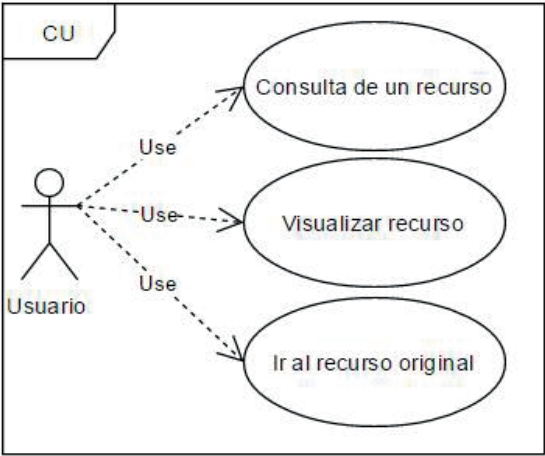 CU
Consulta de un recurso
Use
Use
Visualizar recurso
Use
Usuario
Ir al recurso original